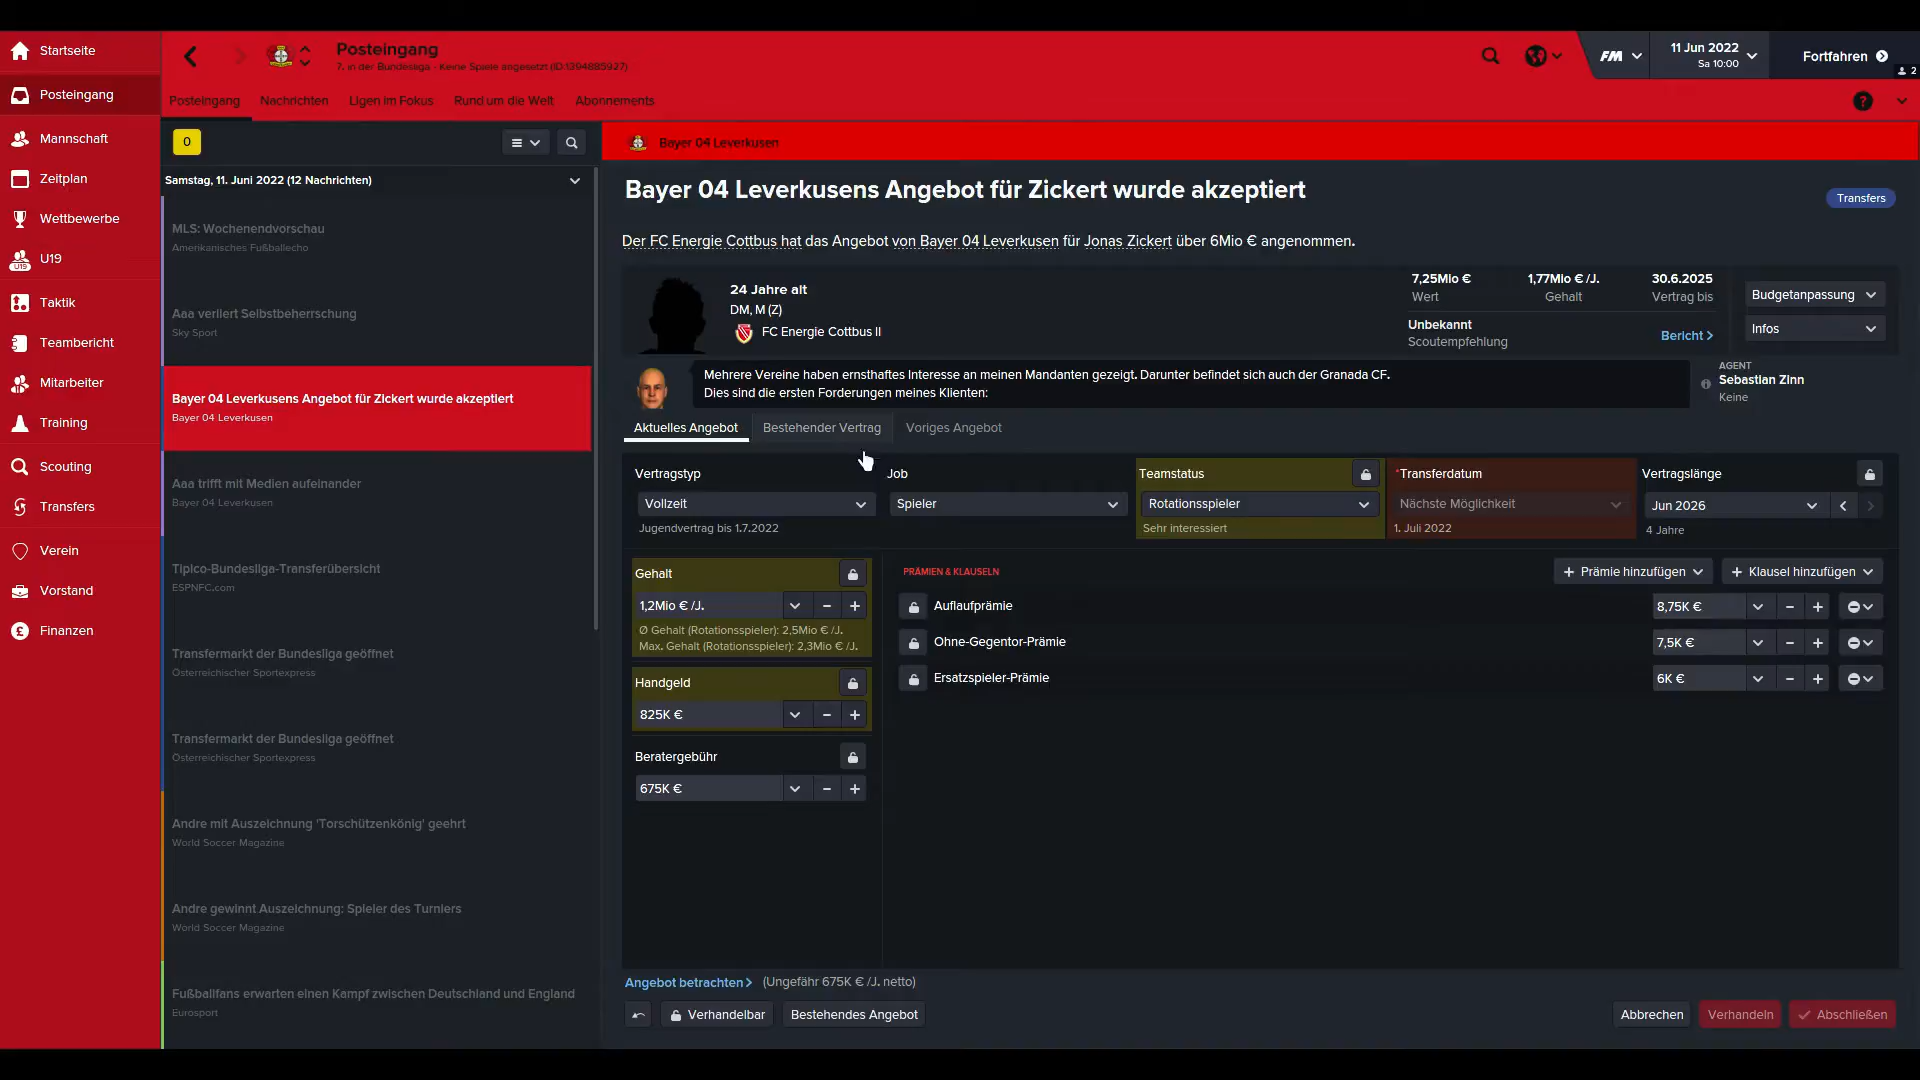 Startseite
Posteingang
Mannschaft
Zeitplan
Wettbewerbe
U19
U19
Taktik
Teambericht
Mitarbeiter
Training
Scouting
Transfers
Verein
Vorstand
Finanzen
Posteingang
7. in der Bundesliga - Keine Spiele angesetzt (ID:1394885927)
FM
11 Jun 2022
Sa 10:00
Fortfahren
2
Posteingang
Nachrichten
Ligen im Fokus
Rund um die Welt
Abonnements
?
0
Samstag, 11. Juni 2022 (12 Nachrichten)
MLS: Wochenendvorschau
Amerikanisches Fußballecho
Aaa verliert Selbstbeherrschung
Sky Sport
Bayer 04 Leverkusens Angebot für Zickert wurde akzeptiert
Bayer 04 Leverkusen
Aaa trifft mit Medien aufeinander
Bayer 04 Leverkusen
Tipico-Bundesliga-Transferübersicht
ESPNFC.com
Transfermarkt der Bundesliga geöffnet
Österreichischer Sportexpress
Transfermarkt der Bundesliga geöffnet
Österreichischer Sportexpress
Andre mit Auszeichnung 'Torschützenkönig' geehrt
World Soccer Magazine
Andre gewinnt Auszeichnung: Spieler des Turniers
World Soccer Magazine
Fußballfans erwarten einen Kampf zwischen Deutschland und England
Eurosport
Bayer 04 Leverkusen
Bayer 04 Leverkusens Angebot für Zickert wurde akzeptiert
Transfers
Der FC Energie Cottbus hat das Angebot von Bayer 04 Leverkusen für Jonas Zickert über 6Mio € angenommen.
24 Jahre alt
DM, M (Z)
FC Energie Cottbus II
7,25Mio €
Wert
1,77Mio € /J.
Gehalt
30.6.2025
Vertrag bis
Unbekannt
Scoutempfehlung
Bericht >
Budgetanpassung
Infos
Mehrere Vereine haben ernsthaftes Interesse an meinen Mandanten gezeigt. Darunter befindet sich auch der Granada CF.
Dies sind die ersten Forderungen meines Klienten:
AGENT
Sebastian Zinn
Keine
Aktuelles Angebot
Bestehender Vertrag
Voriges Angebot
Vertragstyp
Vollzeit
Jugendvertrag bis 1.7.2022
Job
Spieler
Teamstatus
Rotationsspieler
Sehr interessiert
*Transferdatum
Nächste Möglichkeit
1. Juli 2022
Vertragslänge
Jun 2026
4 Jahre
Gehalt
1,2Mio € /J.
Ø Gehalt (Rotationsspieler): 2,5Mio € /J.
Max. Gehalt (Rotationsspieler): 2,3Mio € /J.
Handgeld
825K €
Beratergebühr
675K €
PRÄMIEN & KLAUSELN
+ Prämie hinzufügen
+ Klausel hinzufügen
Auflaufprämie
8,75K €
Ohne-Gegentor-Prämie
7,5K €
Ersatzspieler-Prämie
6K €
Angebot betrachten > (Ungefähr 675K € /J. netto)
Verhandelbar
Bestehendes Angebot
Abbrechen
Verhandeln
Abschließen